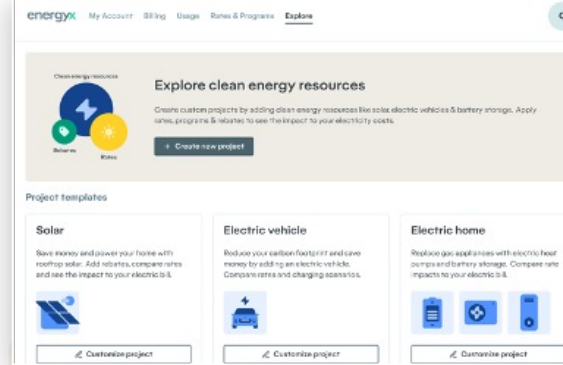 energyx My Account Billing Usage Rates & Programs Explore
Clean energy resources
Rebates
Rates
Explore clean energy resources
Create custom projects by adding clean energy resources like solar, electric vehicles & battery storage. Apply
rates, programs & rebates to see the impact to your electricity costs.
+ Create new project
Project templates
Solar
Save money and power your home with
rooftop solar. Add rebates, compare rates
and see the impact to your electric bill.
Customize project
Electric vehicle
Reduce your carbon footprint and save
money by adding an electric vehicle.
Compare rates and charging scenarios.
Customize project
Electric home
Replace gas appliances with electric heat
pumps and battery storage. Compare rate
impacts to your electric bill.
Customize project